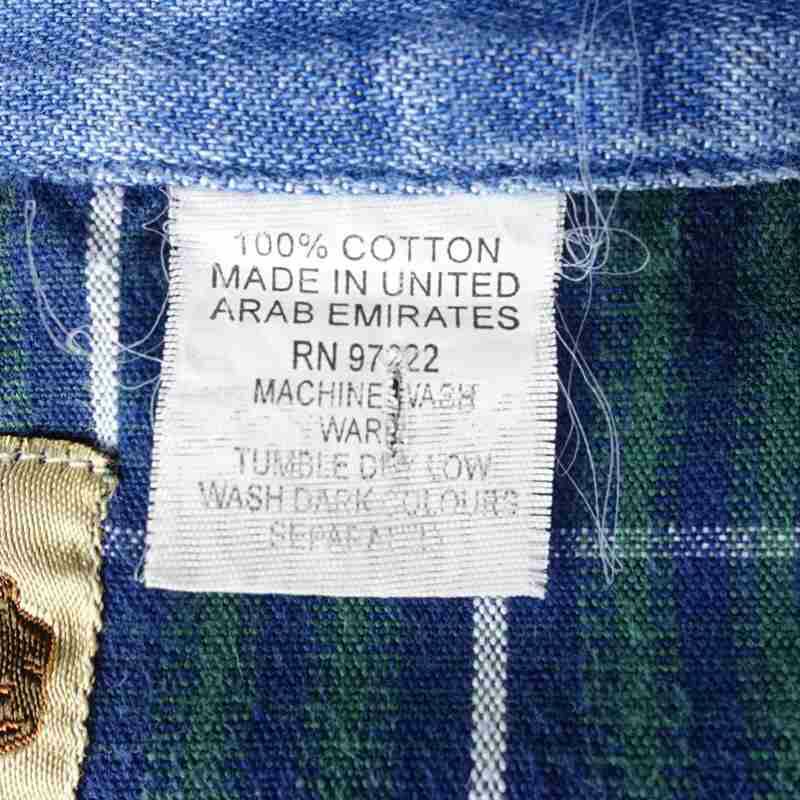 100% COTTON
MADE IN UNITED
ARAB EMIRATES
RN 97222
MACHINE WASH
WARM
TUMBLE DRY LOW
WASH DARK COLOURS
SEPARATELY